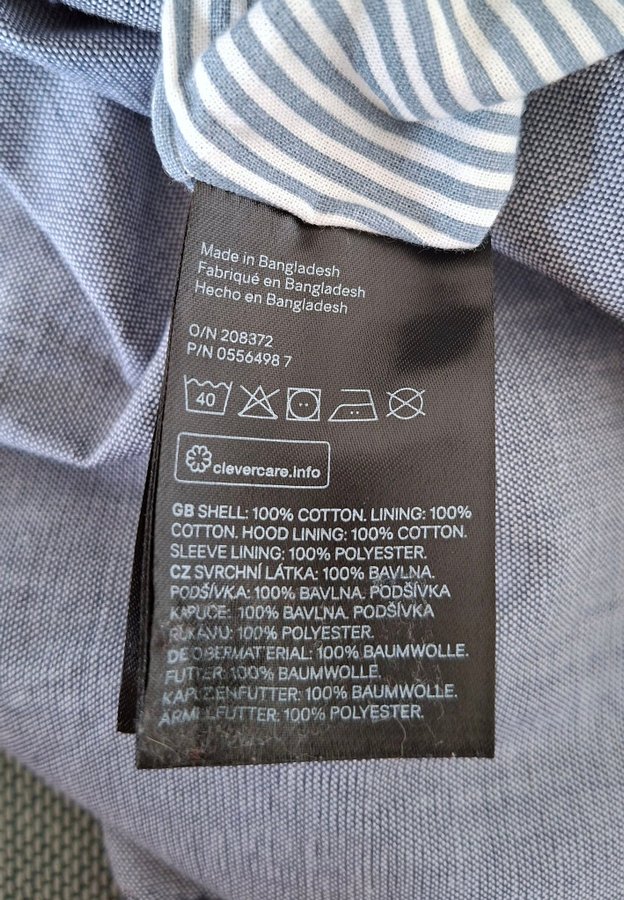 Made in Bangladesh
Fabriqué en Bangladesh
Hecho en Bangladesh
O/N 208372
P/N 0556498 7
40
clevercare.info
GB SHELL: 100% COTTON. LINING: 100%
COTTON. HOOD LINING: 100% COTTON.
SLEEVE LINING: 100% POLYESTER.
CZ SVRCHNÍ LÁTKA: 100% BAVLNA.
PODŠÍVKA: 100% BAVLNA. PODŠÍVKA
KAPUCE: 100% BAVLNA. PODŠÍVKA
RUKÁVU: 100% POLYESTER.
DE OBERMATERIAL: 100% BAUMWOLLE.
FUTTER: 100% BAUMWOLLE.
KAPUZENFUTTER: 100% BAUMWOLLE.
ARMELFUTTER: 100% POLYESTER.